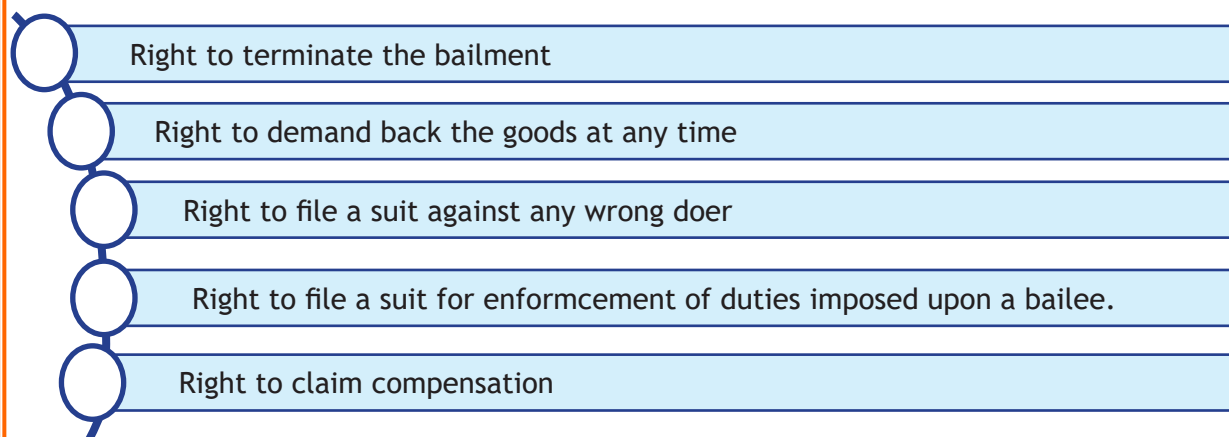 Right to terminate the bailment
Right to demand back the goods at any time
Right to file a suit against any wrong doer
Right to file a suit for enformcement of duties imposed upon a bailee.
Right to claim compensation